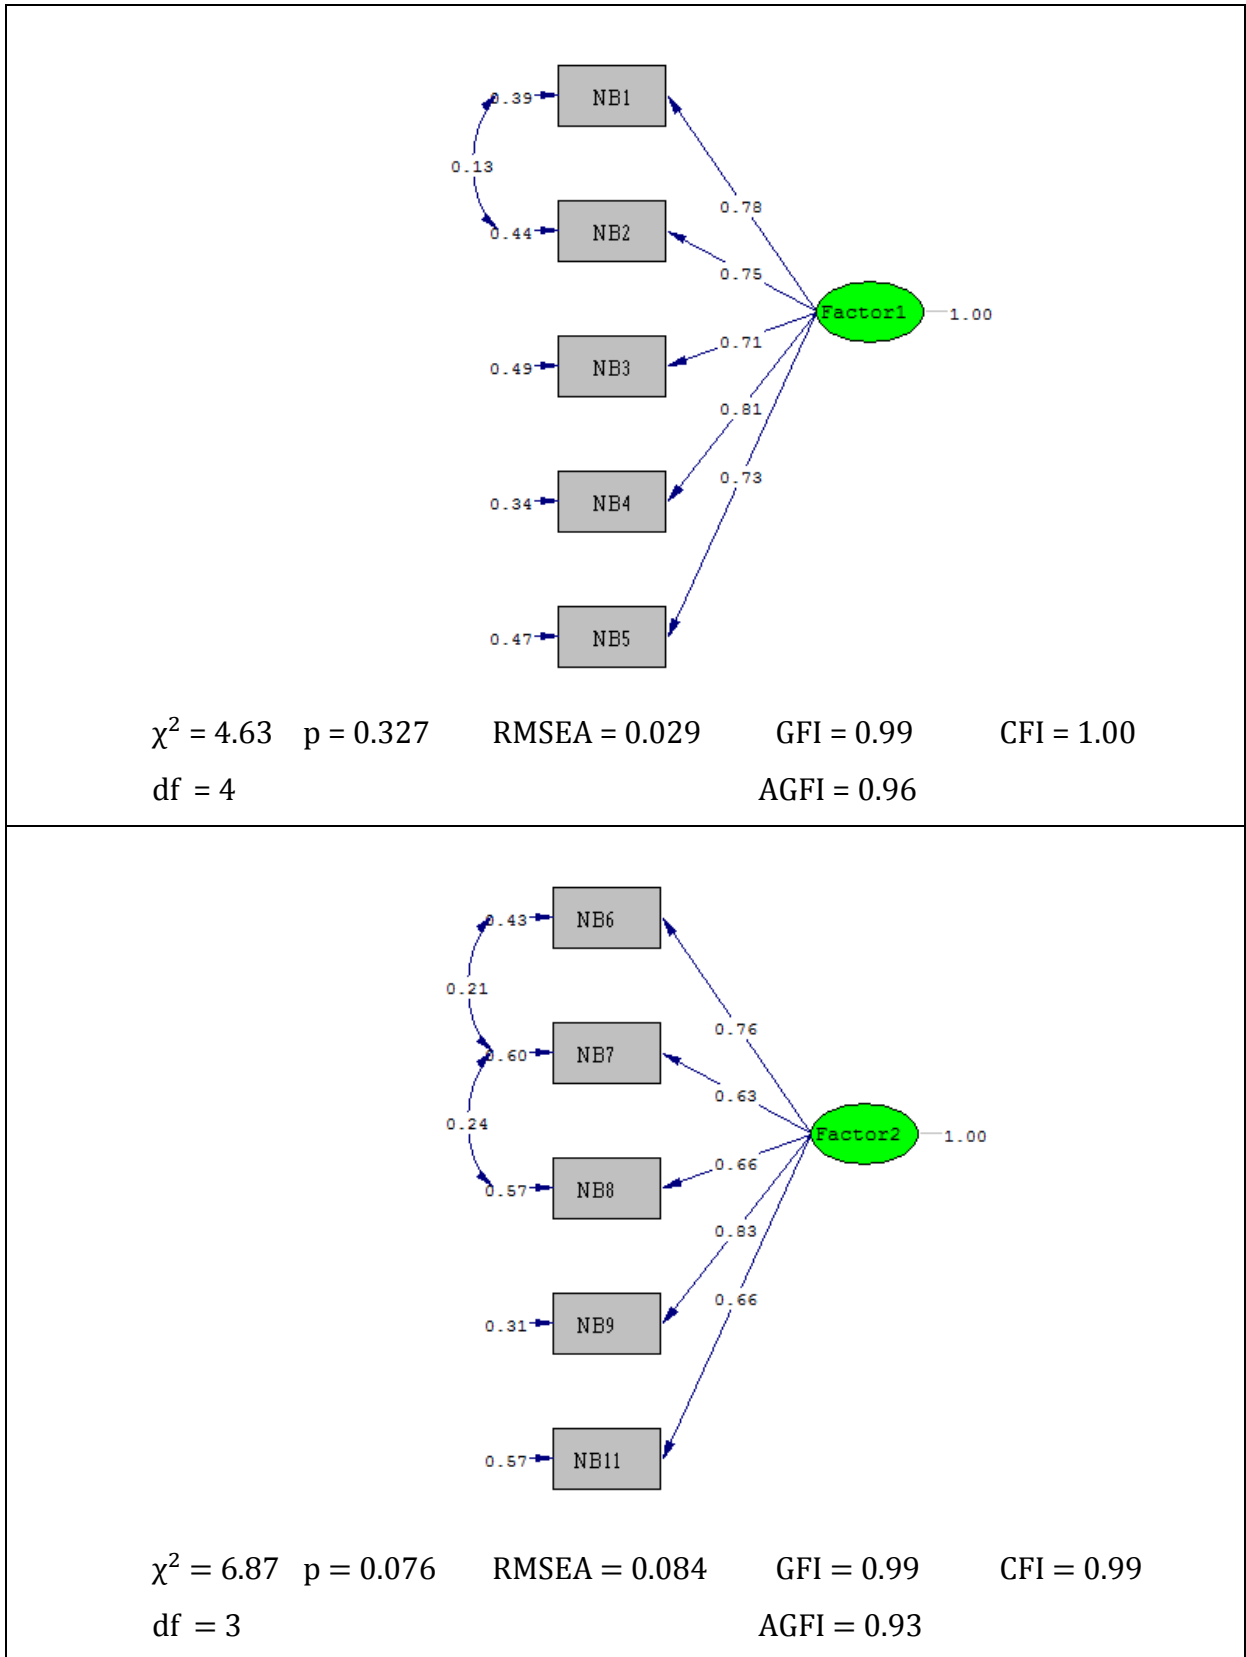 0.39 NB1
0.13
0.78
0.44 NB2
0.75
Factor1 1.00
0.71
0.49 NB3
0.81
0.73
0.34 NB4
0.47 NB5
χ² = 4.63 p = 0.327 RMSEA = 0.029 GFI = 0.99 CFI = 1.00
df = 4 AGFI = 0.96
0.43 NB6
0.21
0.76
0.60 NB7
0.63
0.24
Factor2 1.00
0.66
0.57 NB8
0.83
0.66
0.31 NB9
0.57 NB11
χ² = 6.87 p = 0.076 RMSEA = 0.084 GFI = 0.99 CFI = 0.99
df = 3 AGFI = 0.93